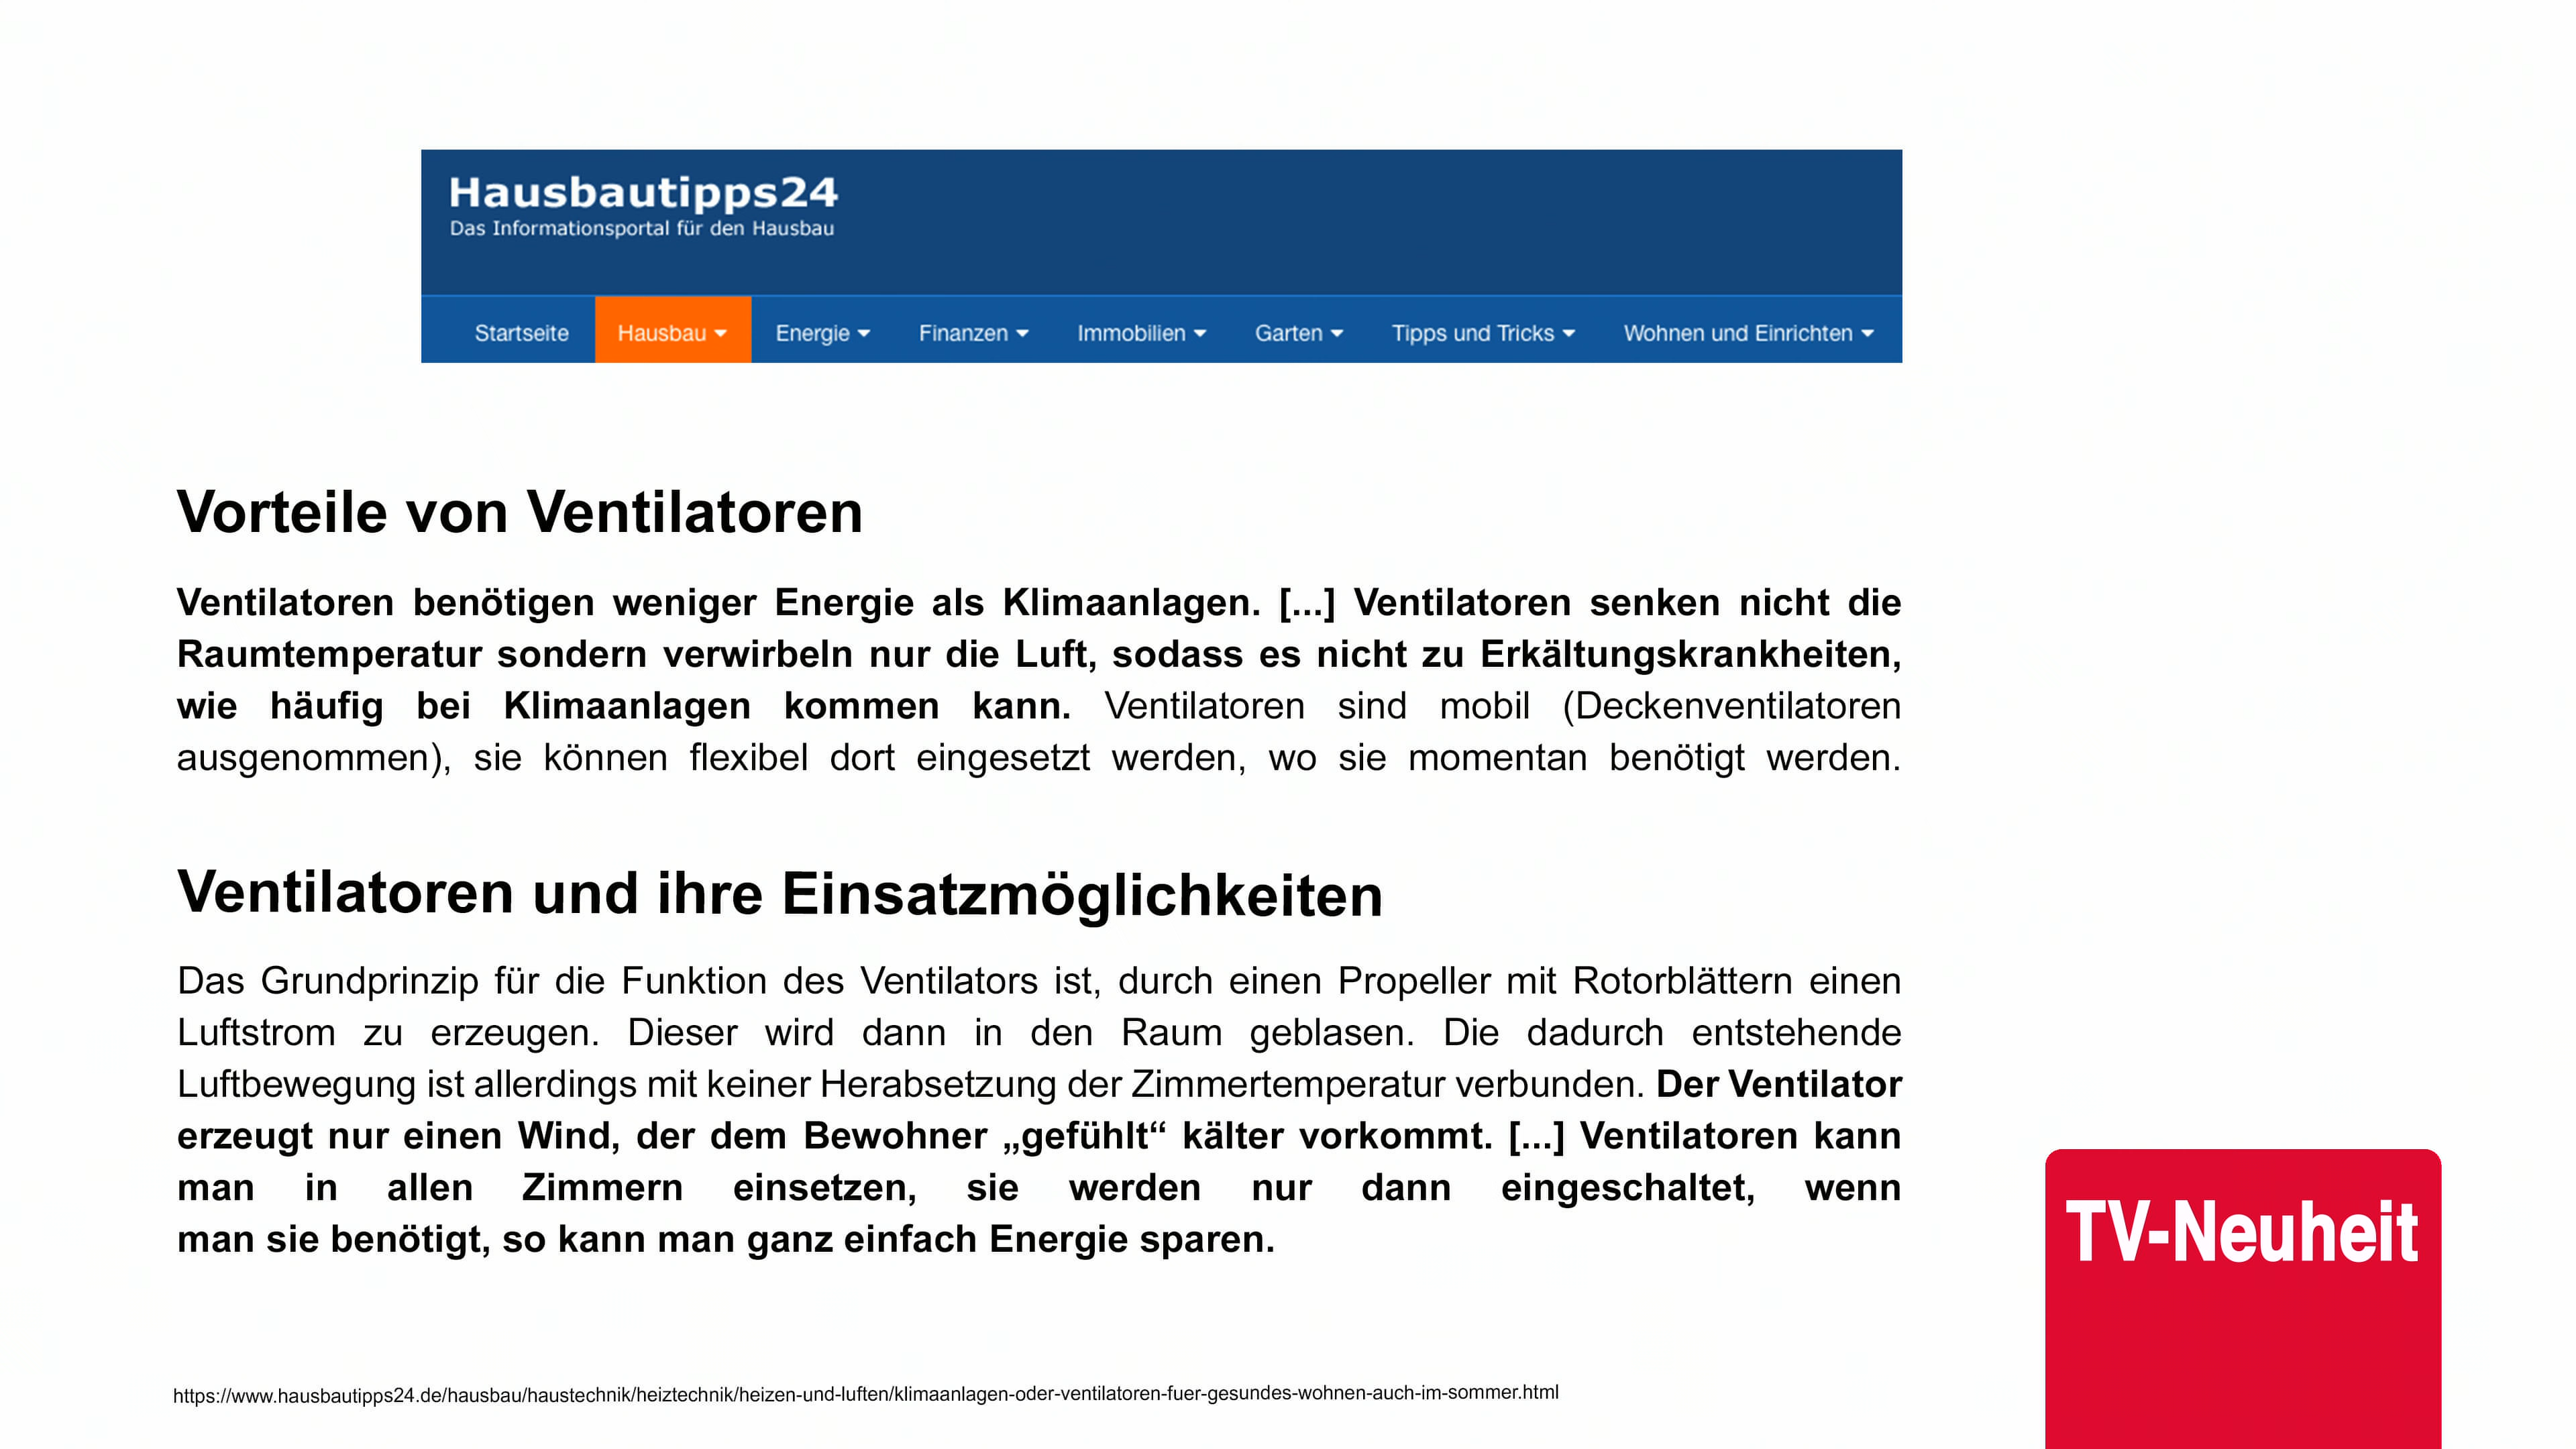 Hausbautipps24
Das Informationsportal für den Hausbau
Startseite Hausbau Energie Finanzen Immobilien Garten Tipps und Tricks Wohnen und Einrichten
Vorteile von Ventilatoren
Ventilatoren benötigen weniger Energie als Klimaanlagen. [...] Ventilatoren senken nicht die
Raumtemperatur sondern verwirbeln nur die Luft, sodass es nicht zu Erkältungskrankheiten,
wie häufig bei Klimaanlagen kommen kann. Ventilatoren sind mobil (Deckenventilatoren
ausgenommen), sie können flexibel dort eingesetzt werden, wo sie momentan benötigt werden.
Ventilatoren und ihre Einsatzmöglichkeiten
Das Grundprinzip für die Funktion des Ventilators ist, durch einen Propeller mit Rotorblättern einen
Luftstrom zu erzeugen. Dieser wird dann in den Raum geblasen. Die dadurch entstehende
Luftbewegung ist allerdings mit keiner Herabsetzung der Zimmertemperatur verbunden. Der Ventilator
erzeugt nur einen Wind, der dem Bewohner „gefühlt“ kälter vorkommt. [...] Ventilatoren kann
man in allen Zimmern einsetzen, sie werden nur dann eingeschaltet, wenn
man sie benötigt, so kann man ganz einfach Energie sparen.
TV-Neuheit
https://www.hausbautipps24.de/hausbau/haustechnik/heiztechnik/heizen-und-luften/klimaanlagen-oder-ventilatoren-fuer-gesundes-wohnen-auch-im-sommer.html